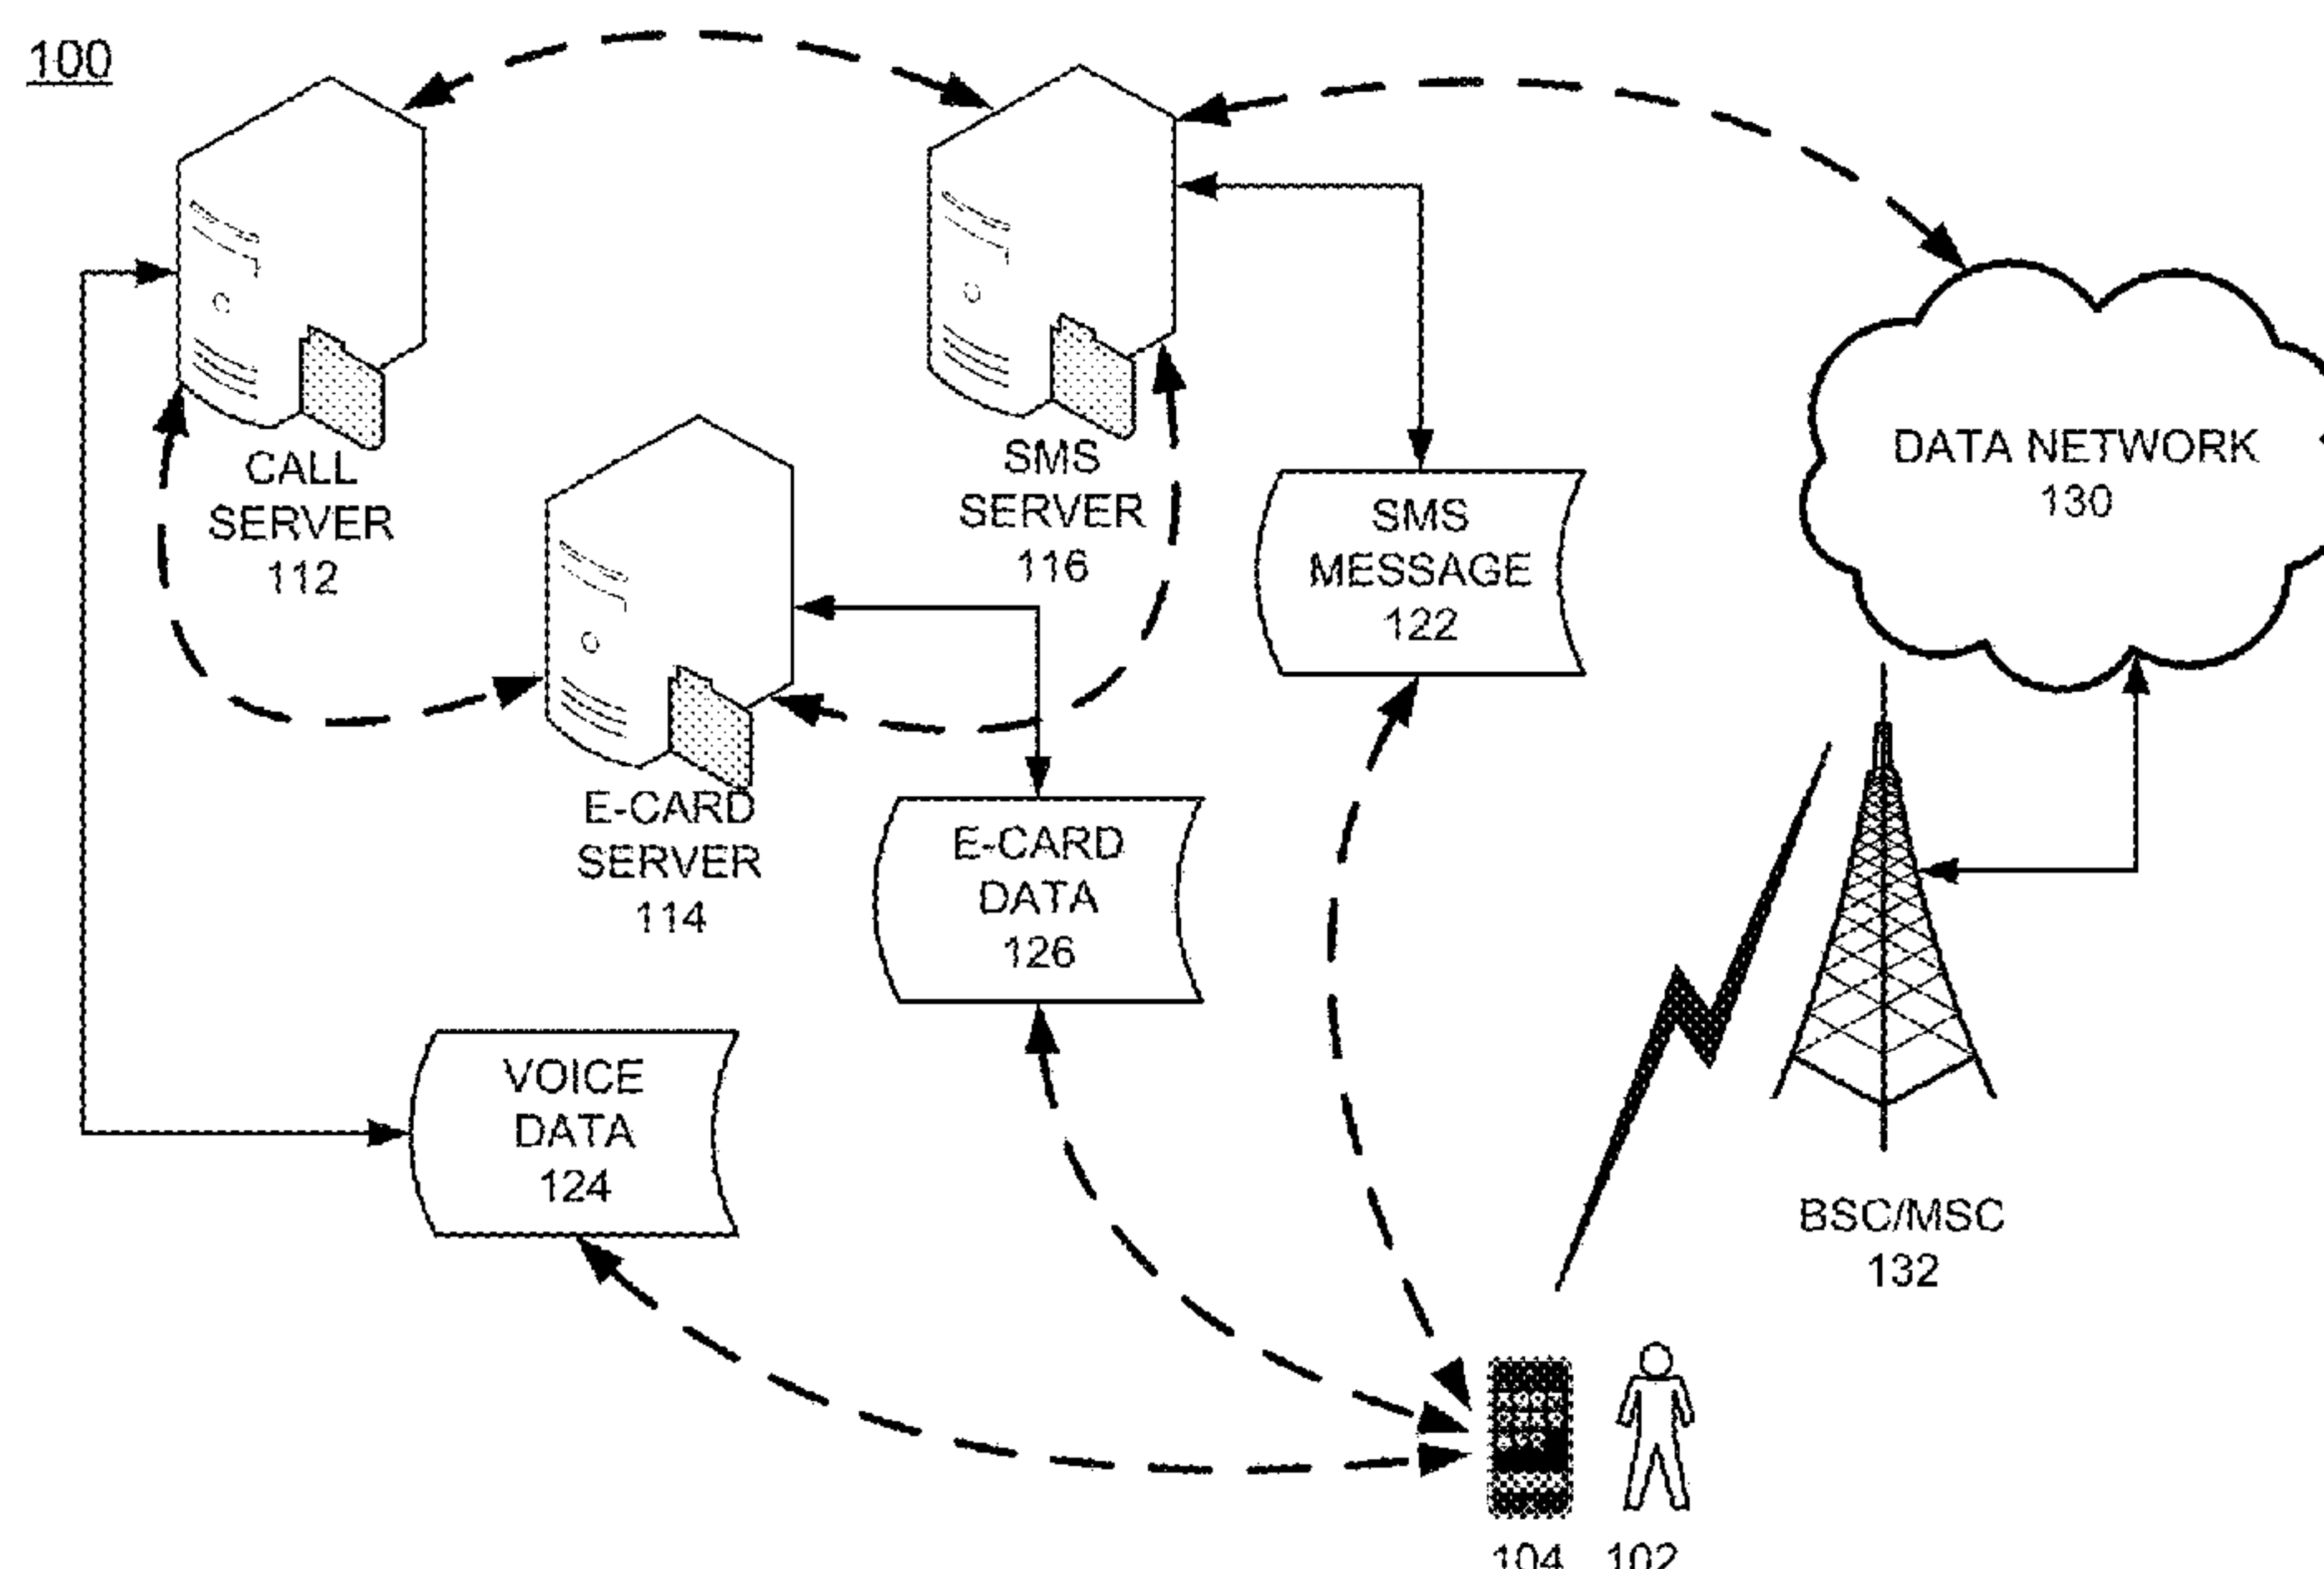 100
CALL
SERVER
112
SMS
SERVER
116
SMS
MESSAGE
122
DATA NETWORK
130
E-CARD
SERVER
114
E-CARD
DATA
126
VOICE
DATA
124
BSC/MSC
132
104 102